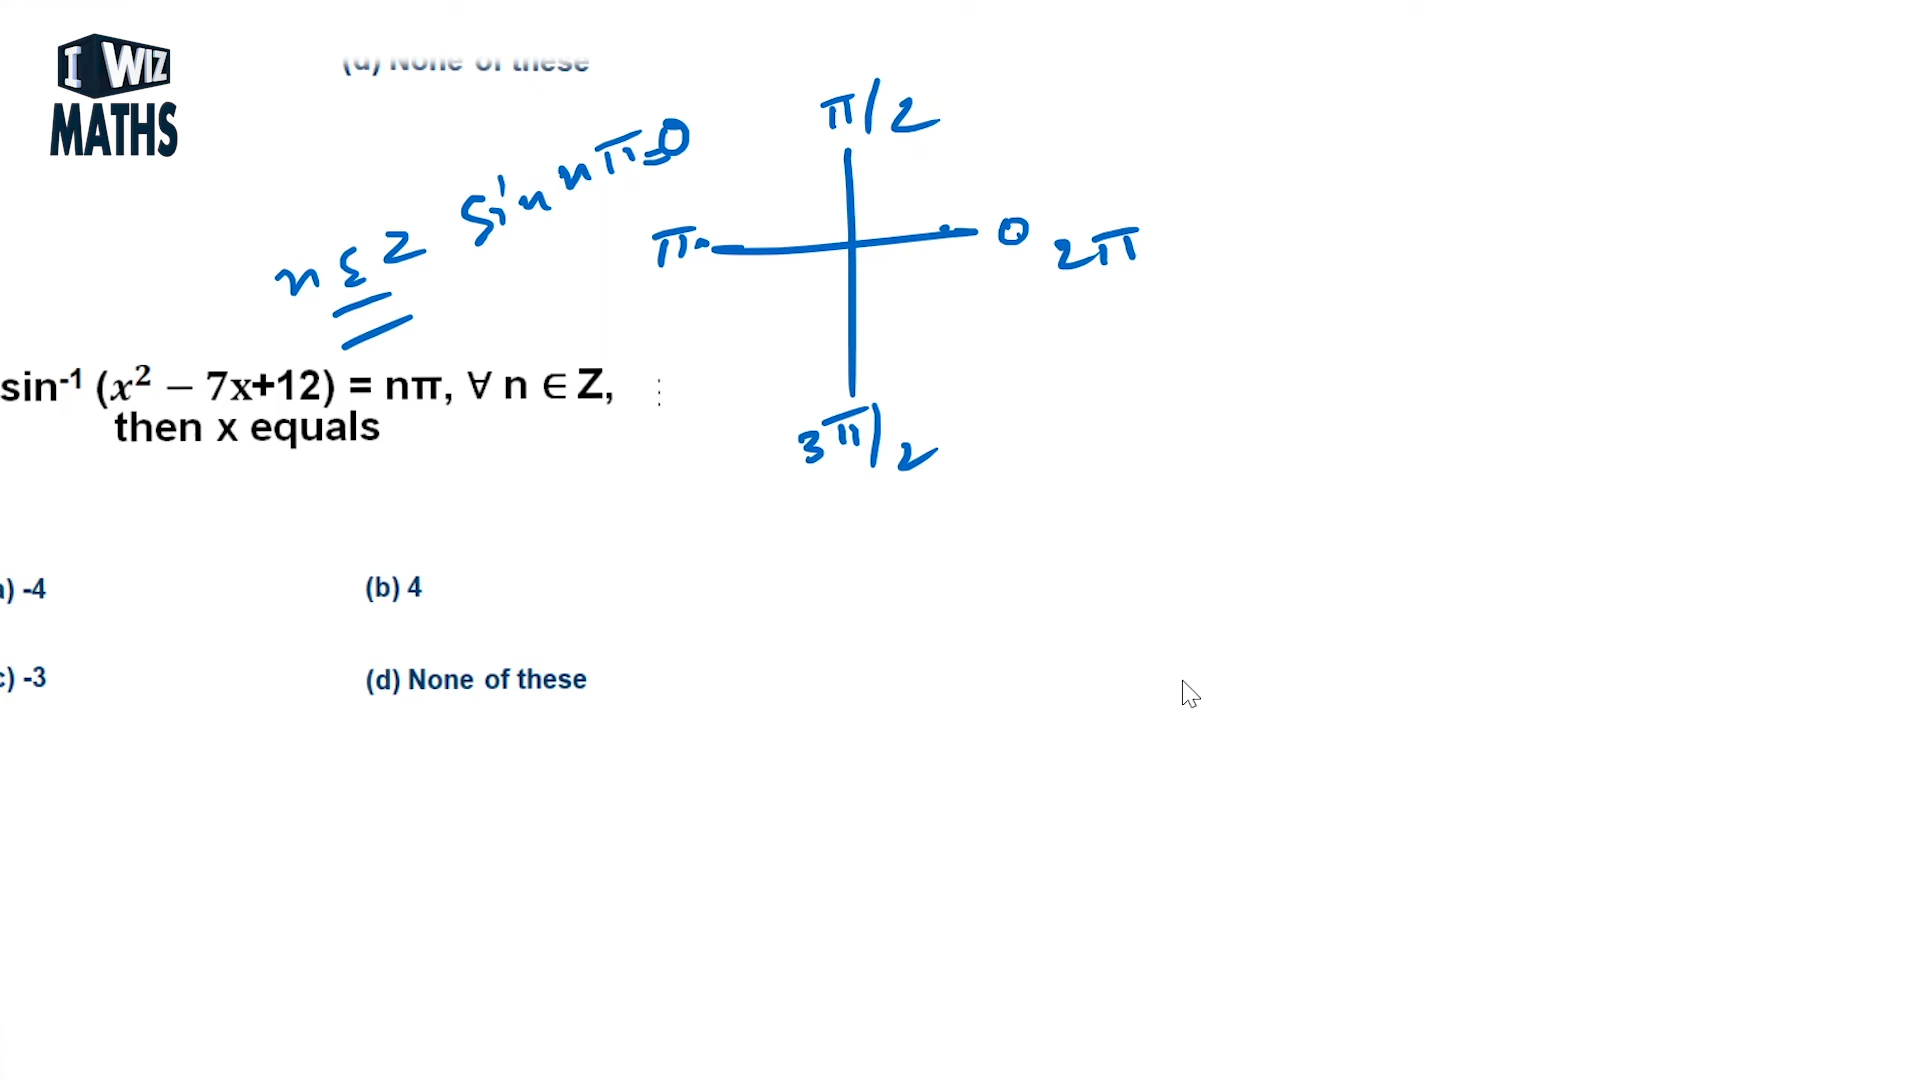 I WIZ
MATHS
(d) None of these
π/2
sin nπ=0
n ε Z
π
0 2π
3π/2
sin⁻¹ (x² − 7x+12) = nπ, ∀ n ∈ Z,
then x equals
a) -4 (b) 4
c) -3 (d) None of these